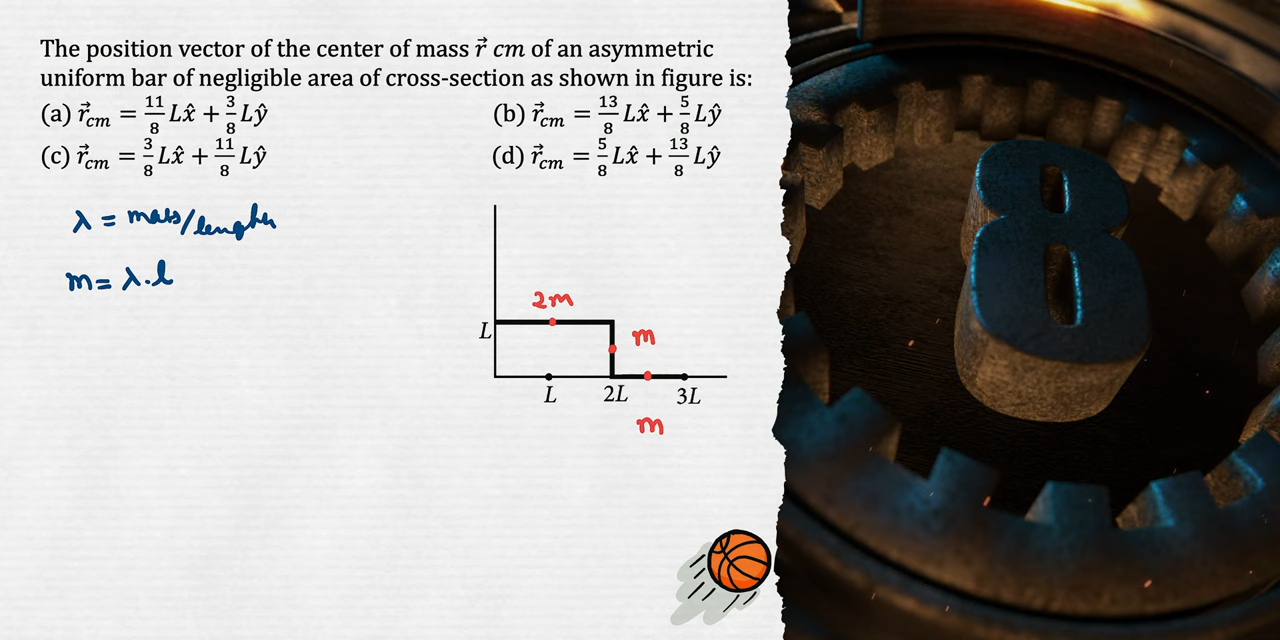 The position vector of the center of mass r⃗ cm of an asymmetric
uniform bar of negligible area of cross-section as shown in figure is:
(a) r⃗cm = 11/8 Lx̂ + 3/8 Lŷ (b) r⃗cm = 13/8 Lx̂ + 5/8 Lŷ
(c) r⃗cm = 3/8 Lx̂ + 11/8 Lŷ (d) r⃗cm = 5/8 Lx̂ + 13/8 Lŷ
λ = mass/length
m = λ.l
2m
L
m
L 2L 3L
m
8